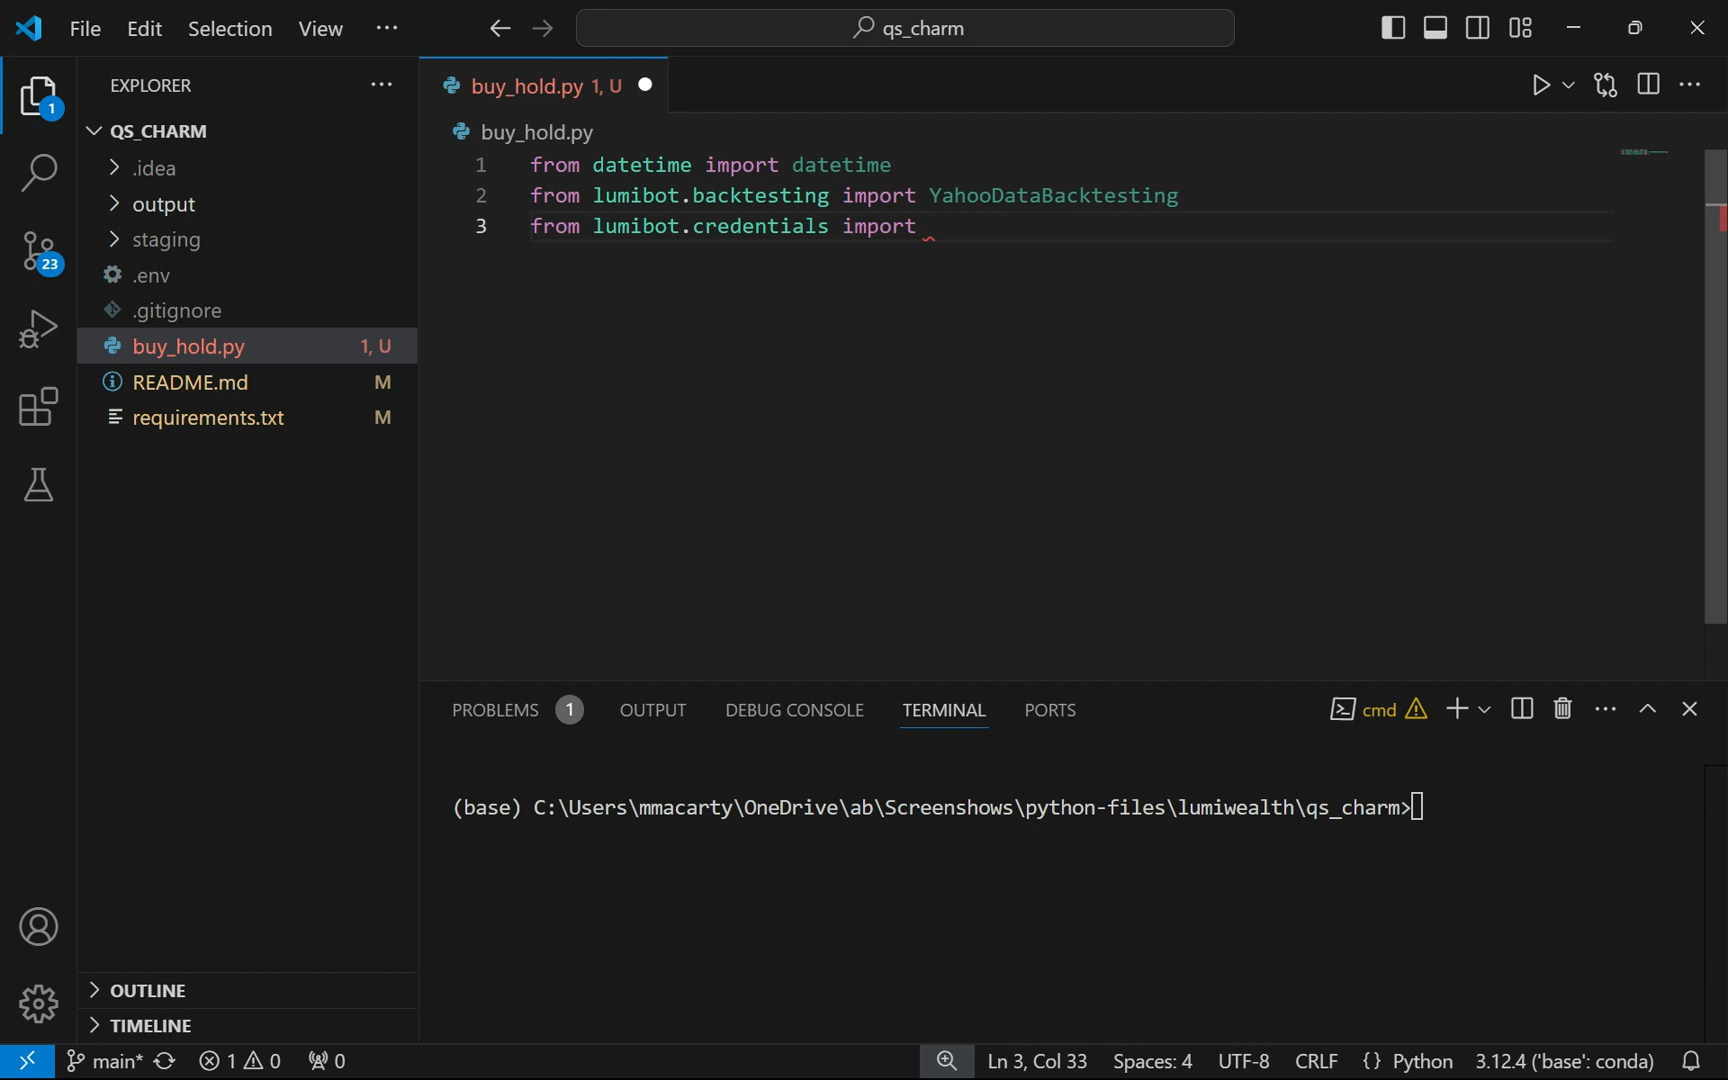 File Edit Selection View ... qs_charm
EXPLORER ...
buy_hold.py 1, U
QS_CHARM
buy_hold.py
.idea
output
staging
.env
.gitignore
buy_hold.py 1, U
README.md M
requirements.txt M
1
23
1 from datetime import datetime
2 from lumibot.backtesting import YahooDataBacktesting
3 from lumibot.credentials import
PROBLEMS 1 OUTPUT DEBUG CONSOLE TERMINAL PORTS cmd
(base) C:\Users\mmacarty\OneDrive\ab\Screenshows\python-files\lumiwealth\qs_charm>
OUTLINE
TIMELINE
main* 1 0 0 Ln 3, Col 33 Spaces: 4 UTF-8 CRLF {} Python 3.12.4 ('base': conda)